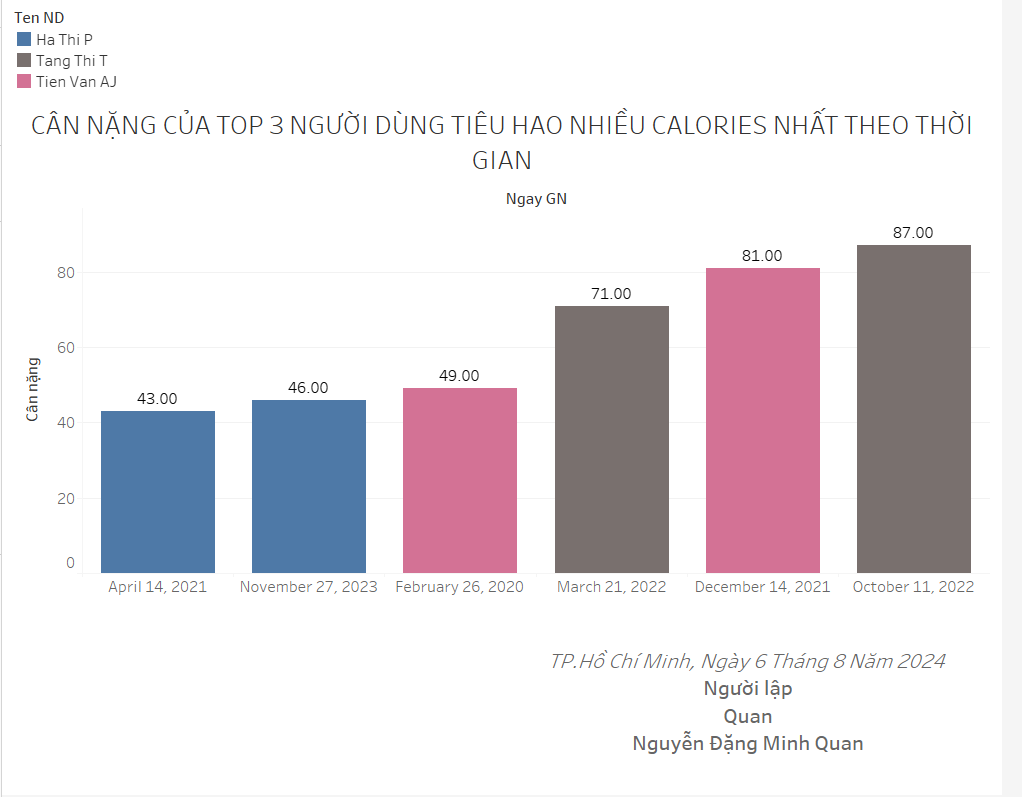 Ten ND
Ha Thi P
Tang Thi T
Tien Van AJ
CÂN NẶNG CỦA TOP 3 NGƯỜI DÙNG TIÊU HAO NHIỀU CALORIES NHẤT THEO THỜI
GIAN
Ngay GN
Cân nặng
80
60
40
20
0
43.00
46.00
49.00
71.00
81.00
87.00
April 14, 2021
November 27, 2023
February 26, 2020
March 21, 2022
December 14, 2021
October 11, 2022
TP.Hồ Chí Minh, Ngày 6 Tháng 8 Năm 2024
Người lập
Quan
Nguyễn Đặng Minh Quan